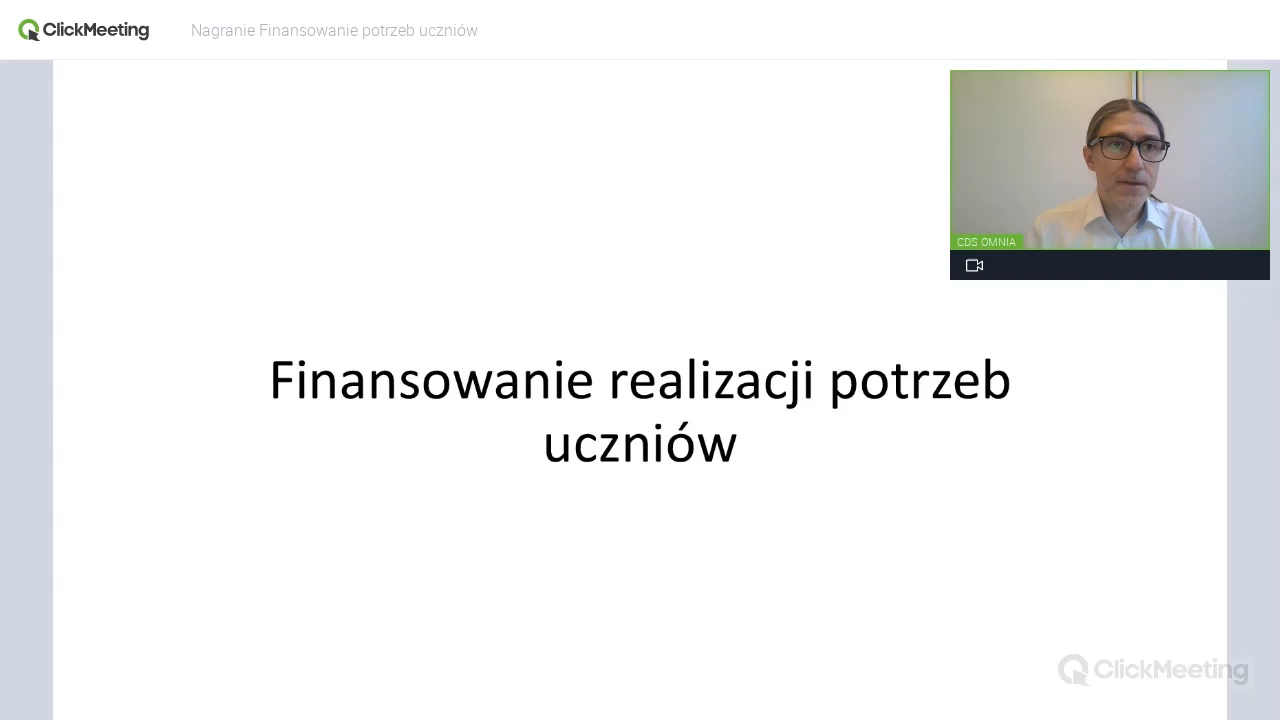 ClickMeeting
Nagranie Finansowanie potrzeb uczniów
CDS OMNIA
Finansowanie realizacji potrzeb
uczniów
ClickMeeting